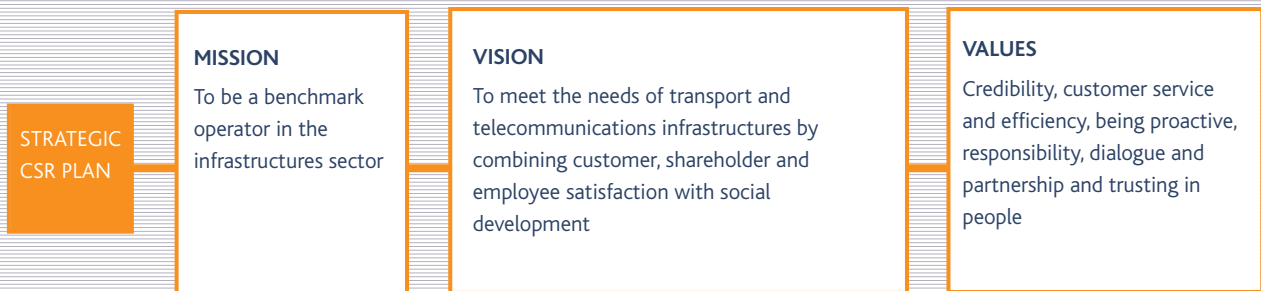 STRATEGIC
CSR PLAN
MISSION
To be a benchmark
operator in the
infrastructures sector
VISION
To meet the needs of transport and
telecommunications infrastructures by
combining customer, shareholder and
employee satisfaction with social
development
VALUES
Credibility, customer service
and efficiency, being proactive,
responsibility, dialogue and
partnership and trusting in
people